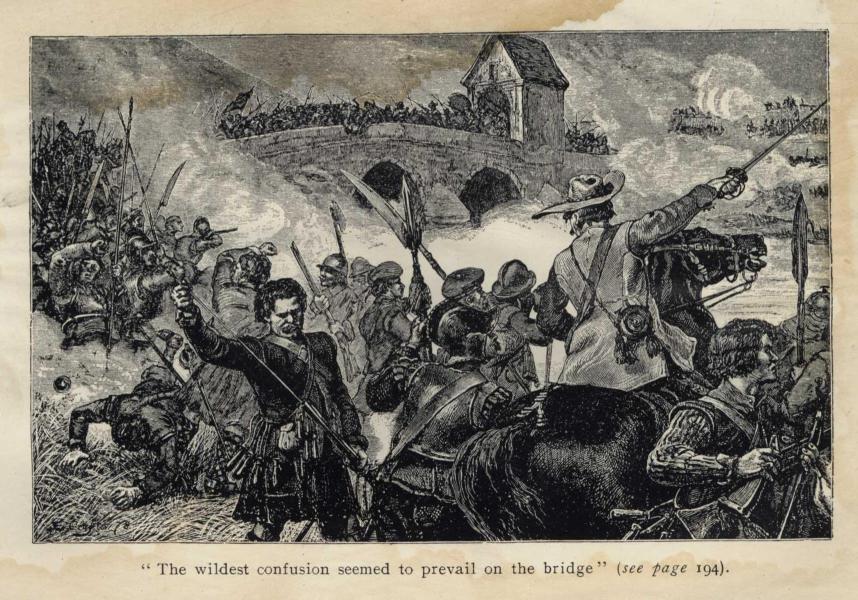 “ The wildest confusion seemed to prevail on the bridge” (see page 194).